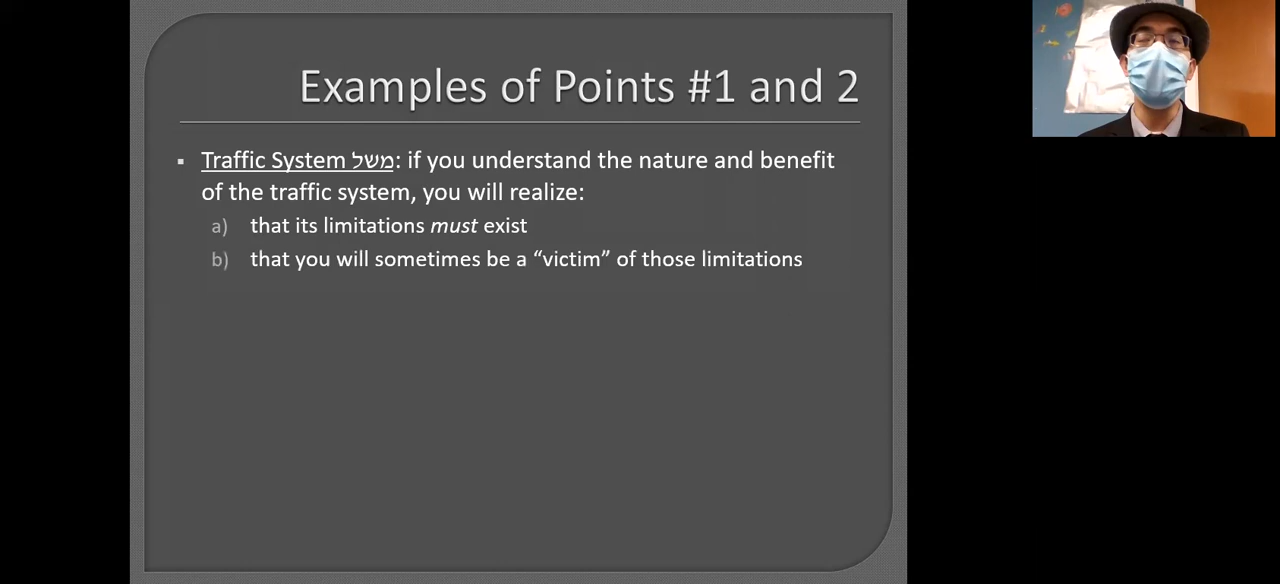 Examples of Points #1 and 2
▪ Traffic System משל: if you understand the nature and benefit
of the traffic system, you will realize:
a) that its limitations must exist
b) that you will sometimes be a “victim” of those limitations